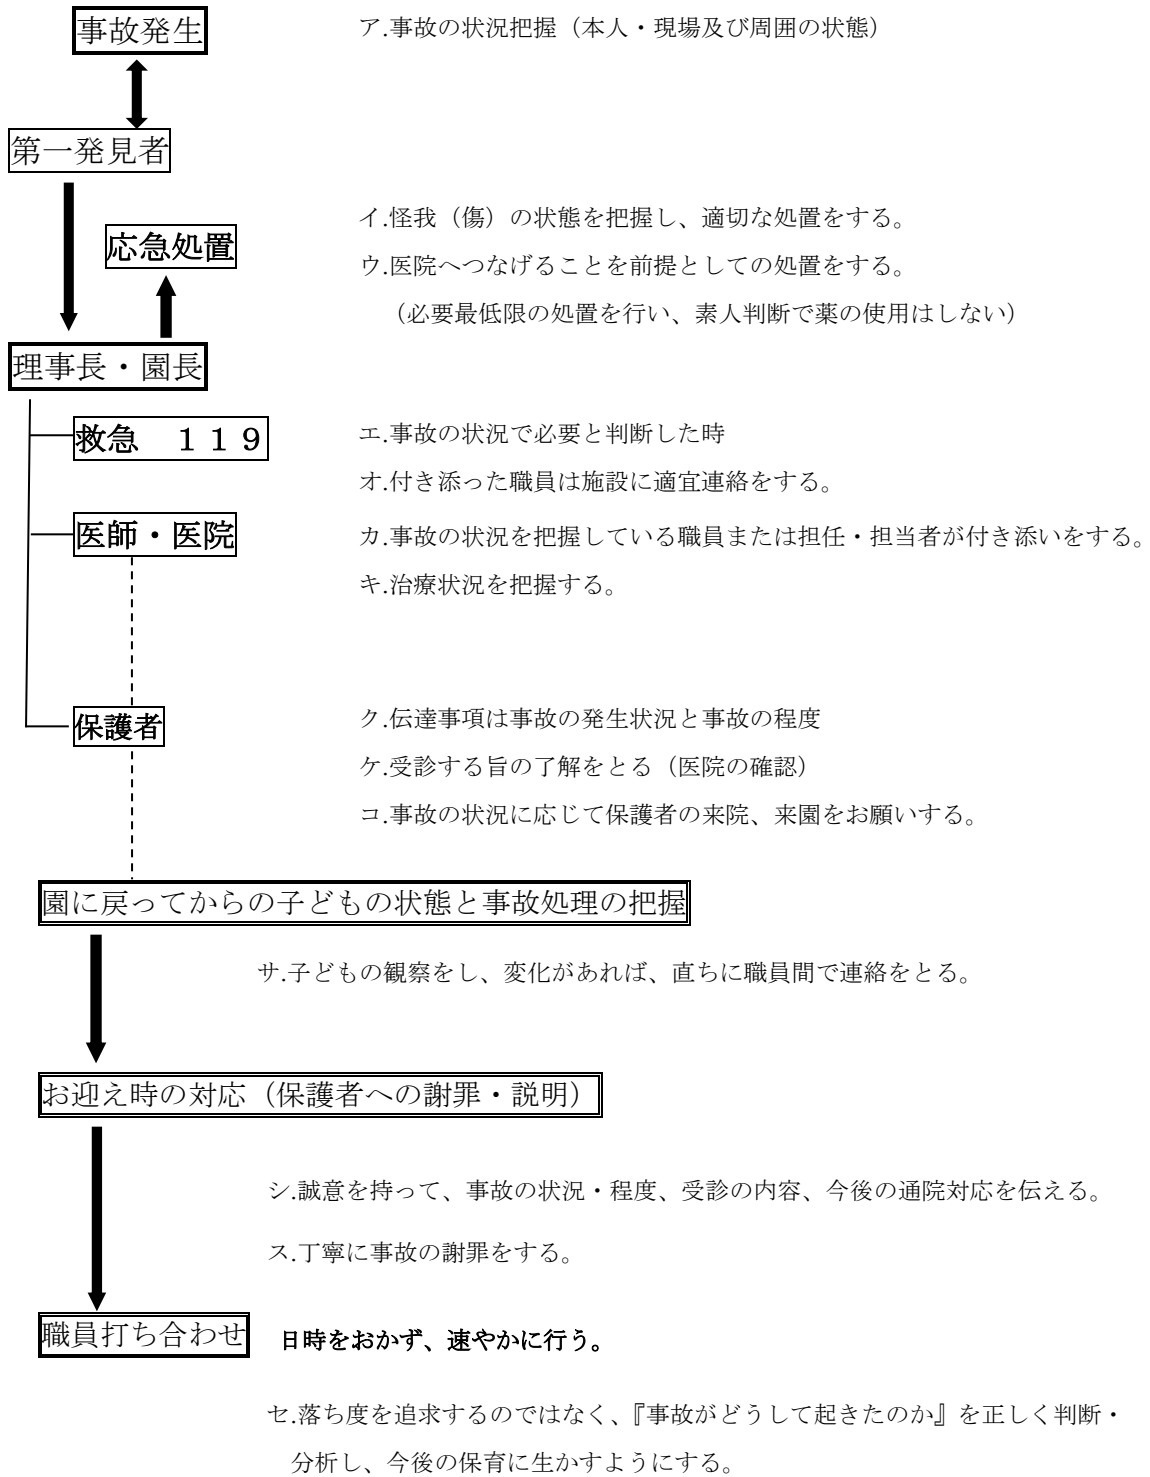 事故発生
ア.事故の状況把握（本人・現場及び周囲の状態）
第一発見者
イ.怪我（傷）の状態を把握し、適切な処置をする。
応急処置
ウ.医院へつなげることを前提としての処置をする。
（必要最低限の処置を行い、素人判断で薬の使用はしない）
理事長・園長
救急　１１９
エ.事故の状況で必要と判断した時
オ.付き添った職員は施設に適宜連絡をする。
医師・医院
カ.事故の状況を把握している職員または担任・担当者が付き添いをする。
キ.治療状況を把握する。
保護者
ク.伝達事項は事故の発生状況と事故の程度
ケ.受診する旨の了解をとる（医院の確認）
コ.事故の状況に応じて保護者の来院、来園をお願いする。
園に戻ってからの子どもの状態と事故処理の把握
サ.子どもの観察をし、変化があれば、直ちに職員間で連絡をとる。
お迎え時の対応（保護者への謝罪・説明）
シ.誠意を持って、事故の状況・程度、受診の内容、今後の通院対応を伝える。
ス.丁寧に事故の謝罪をする。
職員打ち合わせ
日時をおかず、速やかに行う。
セ.落ち度を追求するのではなく、『事故がどうして起きたのか』を正しく判断・
分析し、今後の保育に生かすようにする。